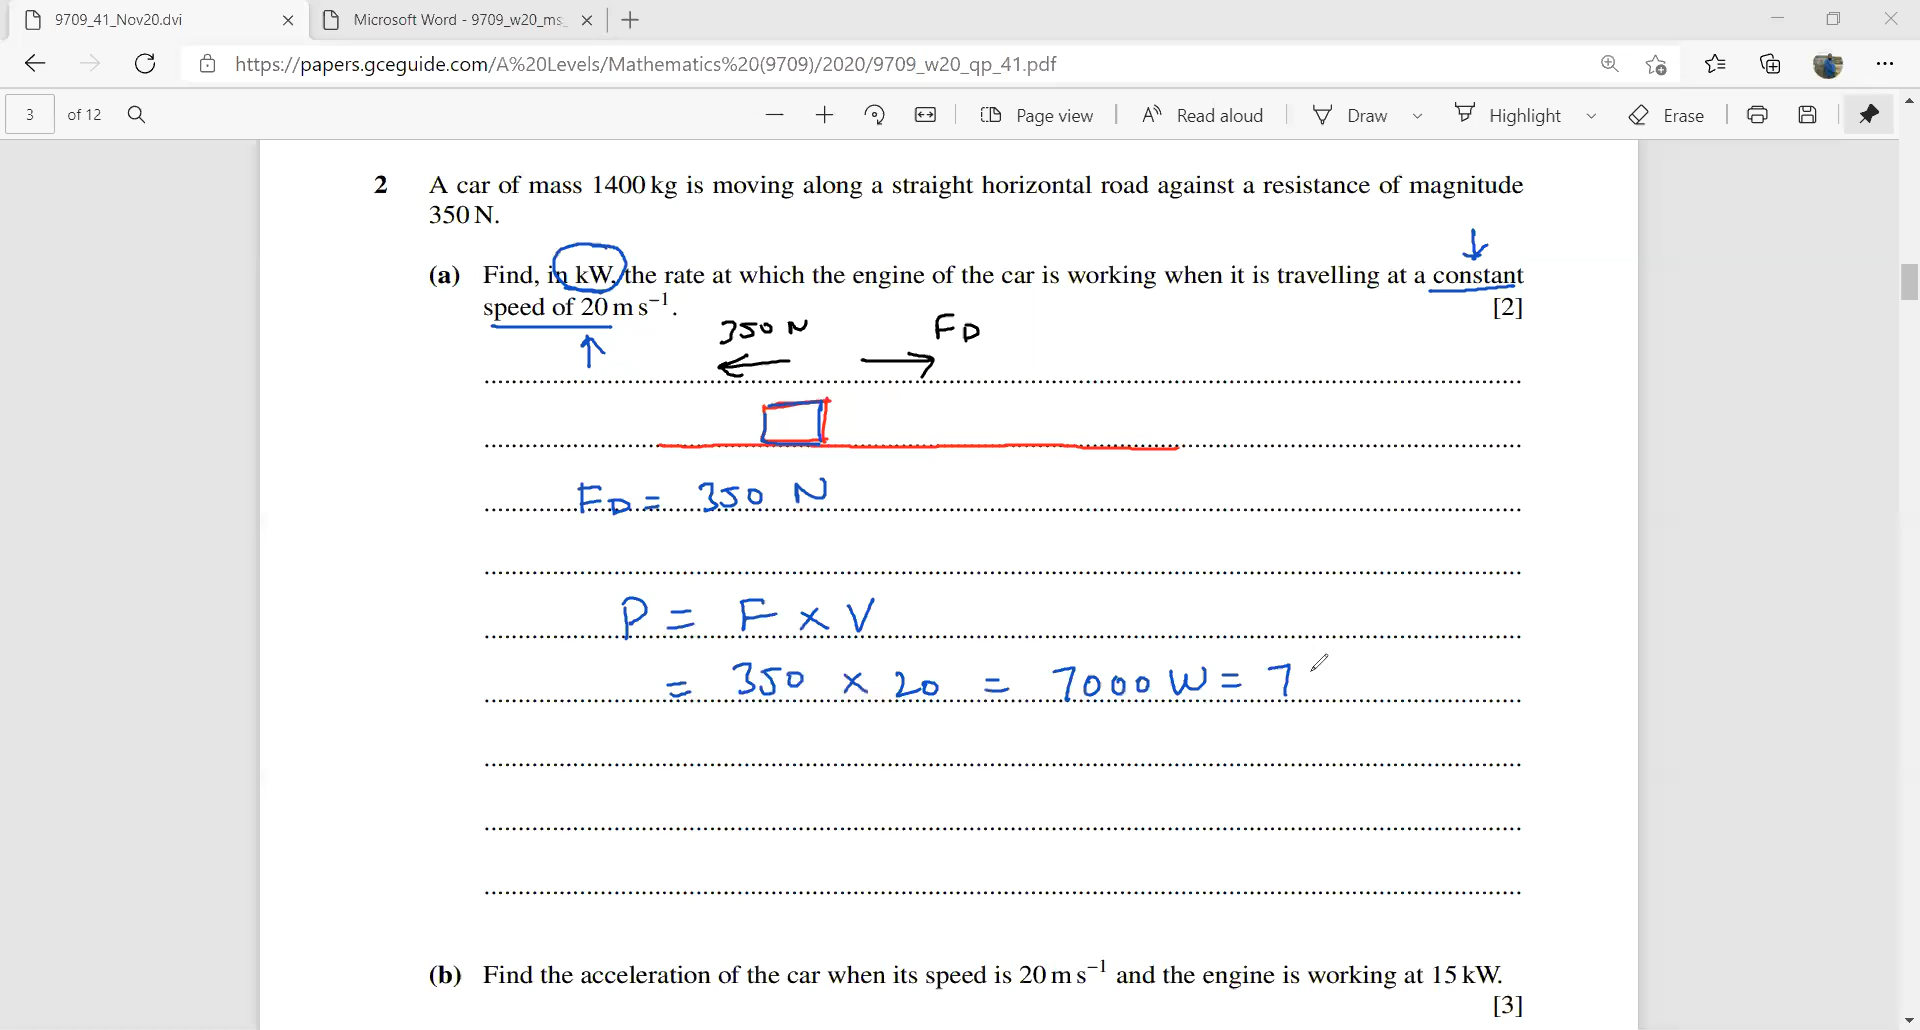 9709_41_Nov20.dvi
Microsoft Word - 9709_w20_ms_
https://papers.gceguide.com/A%20Levels/Mathematics%20(9709)/2020/9709_w20_qp_41.pdf
3 of 12
Page view
Read aloud
Draw
Highlight
Erase
2 A car of mass 1400 kg is moving along a straight horizontal road against a resistance of magnitude
350 N.
(a) Find, in kW, the rate at which the engine of the car is working when it is travelling at a constant
speed of 20 m s⁻¹. [2]
350 N
F_D
F_D = 350 N
P = F × V
= 350 × 20 = 7000 W = 7
(b) Find the acceleration of the car when its speed is 20 m s⁻¹ and the engine is working at 15 kW.
[3]